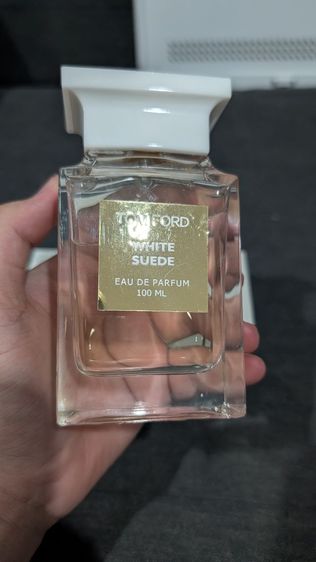 TOM FORD
WHITE
SUEDE
EAU DE PARFUM
100 ML